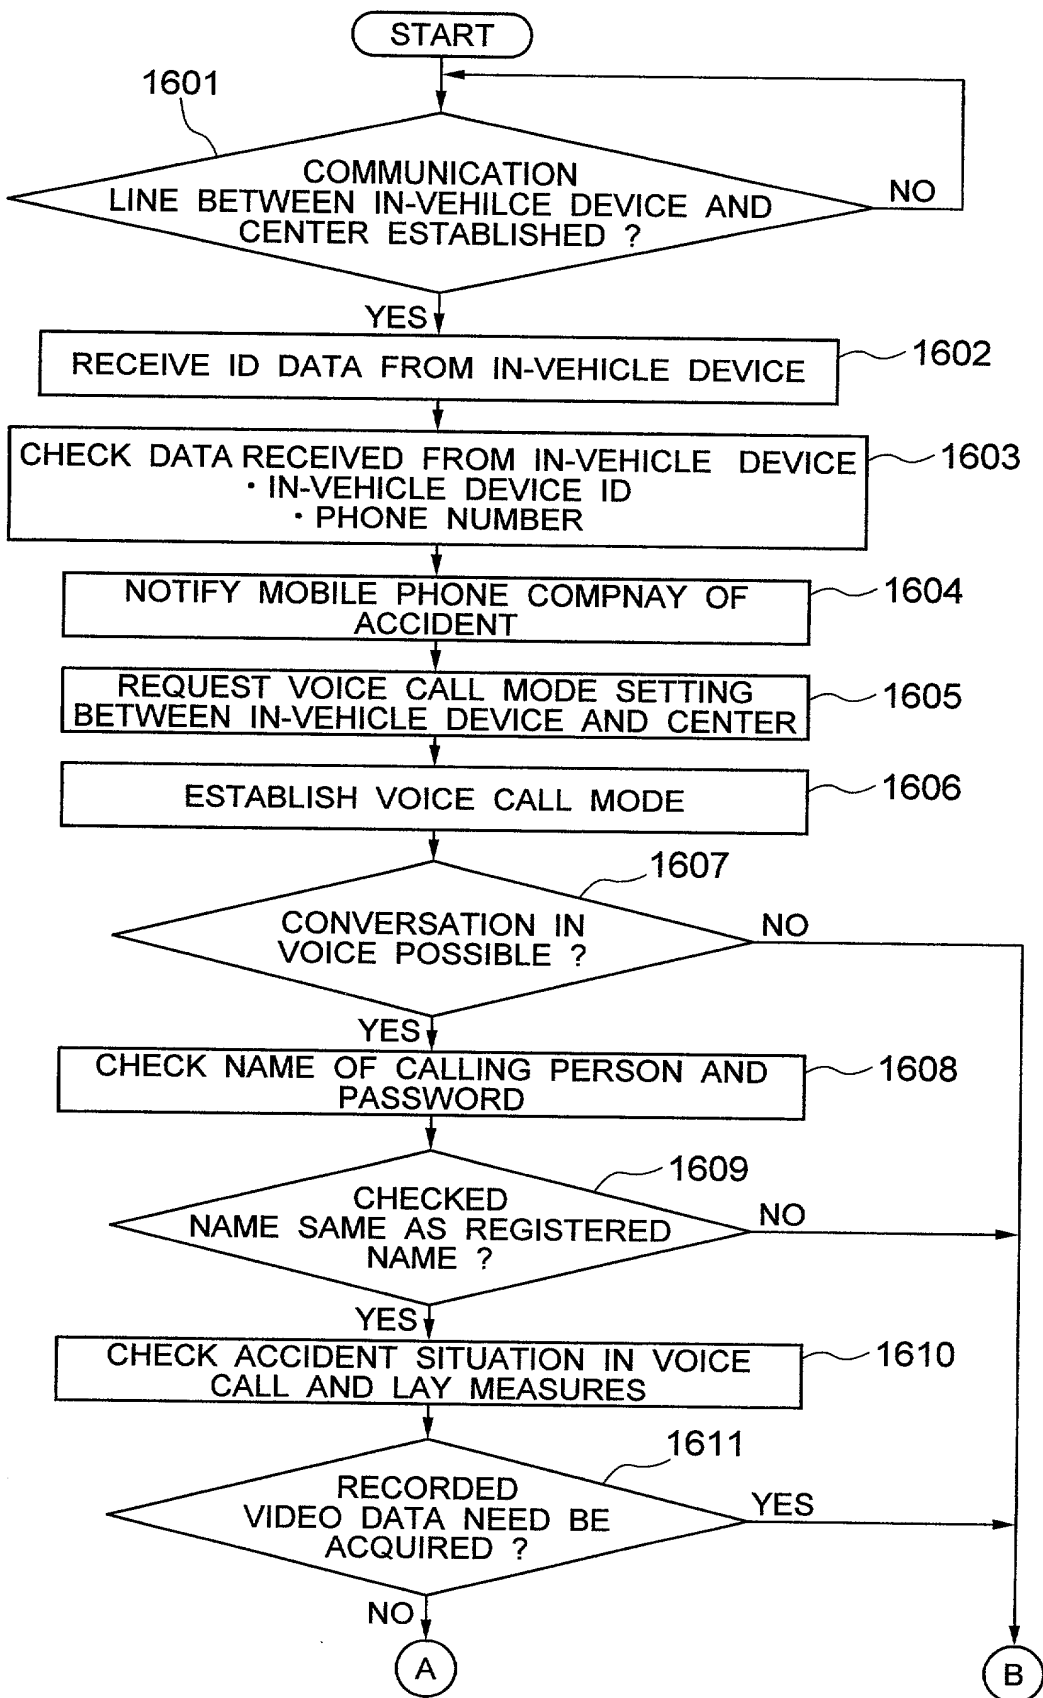 START
1601
COMMUNICATION
LINE BETWEEN IN-VEHILCE DEVICE AND
CENTER ESTABLISHED ?
NO
YES
RECEIVE ID DATA FROM IN-VEHICLE DEVICE
1602
CHECK DATA RECEIVED FROM IN-VEHICLE DEVICE
・IN-VEHICLE DEVICE ID
・PHONE NUMBER
1603
NOTIFY MOBILE PHONE COMPNAY OF
ACCIDENT
1604
REQUEST VOICE CALL MODE SETTING
BETWEEN IN-VEHICLE DEVICE AND CENTER
1605
ESTABLISH VOICE CALL MODE
1606
1607
CONVERSATION IN
VOICE POSSIBLE ?
NO
YES
CHECK NAME OF CALLING PERSON AND
PASSWORD
1608
1609
CHECKED
NAME SAME AS REGISTERED
NAME ?
NO
YES
CHECK ACCIDENT SITUATION IN VOICE
CALL AND LAY MEASURES
1610
1611
RECORDED
VIDEO DATA NEED BE
ACQUIRED ?
YES
NO
A
B